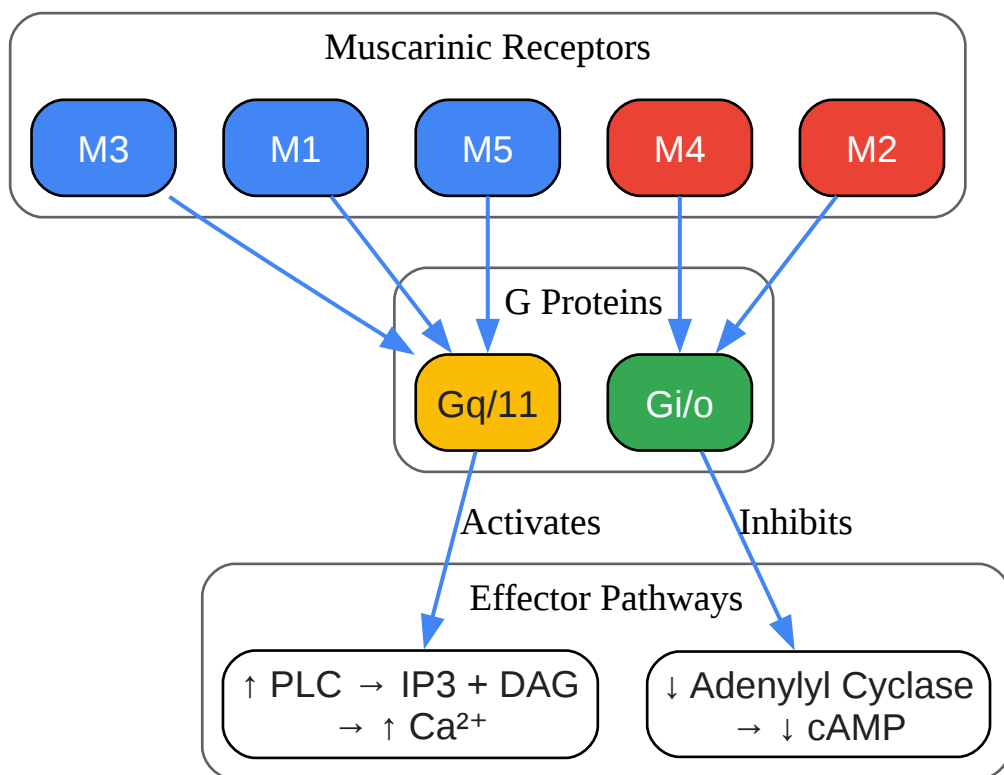 Muscarinic Receptors
M3
M1
M5
M4
M2
G Proteins
Gq/11
Gi/o
Activates
Inhibits
Effector Pathways
↑ PLC → IP3 + DAG
→ ↑ Ca²⁺
↓ Adenylyl Cyclase
→ ↓ cAMP